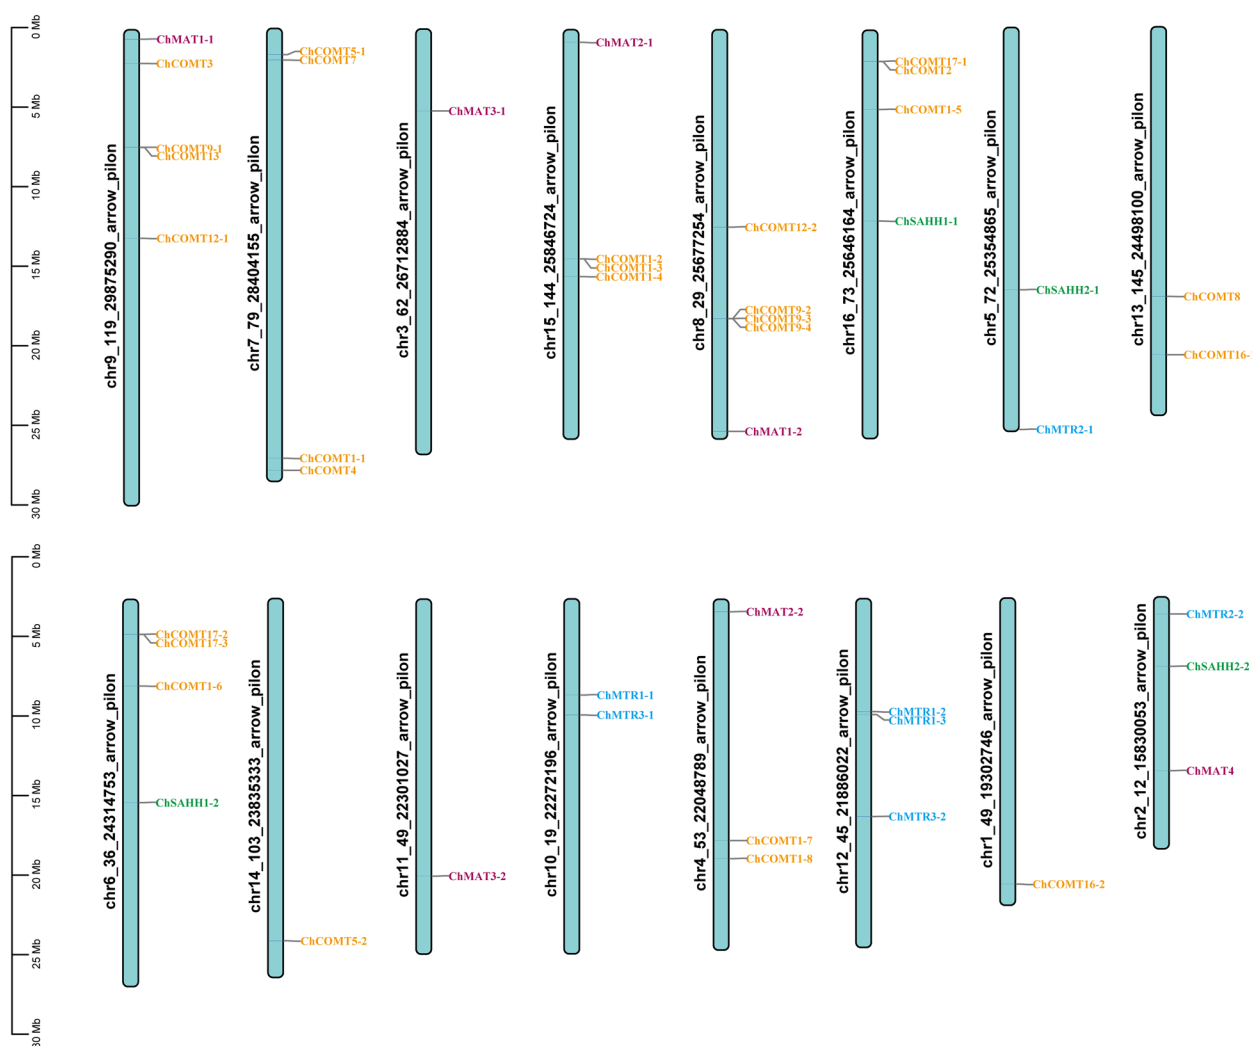 0 Mb
5 Mb
10 Mb
15 Mb
20 Mb
25 Mb
30 Mb
chr9_119_29875290_arrow_pilon
ChMAT1-1
ChCOMT3
ChCOMT9-1
ChCOMT13
ChCOMT12-1
chr7_79_28404155_arrow_pilon
ChCOMT5-1
ChCOMT7
ChCOMT1-1
ChCOMT4
chr3_62_26712884_arrow_pilon
ChMAT3-1
chr15_144_25846724_arrow_pilon
ChMAT2-1
ChCOMT1-2
ChCOMT1-3
ChCOMT1-4
chr8_29_25677254_arrow_pilon
ChCOMT12-2
ChCOMT9-2
ChCOMT9-3
ChCOMT9-4
ChMAT1-2
chr16_73_25646164_arrow_pilon
ChCOMT17-1
ChCOMT2
ChCOMT1-5
ChSAHH1-1
chr5_72_25354865_arrow_pilon
ChSAHH2-1
ChMTR2-1
chr13_145_24498100_arrow_pilon
ChCOMT8
ChCOMT16-
0 Mb
5 Mb
10 Mb
15 Mb
20 Mb
25 Mb
30 Mb
chr6_36_24314753_arrow_pilon
ChCOMT17-2
ChCOMT17-3
ChCOMT1-6
ChSAHH1-2
chr14_103_23835333_arrow_pilon
ChCOMT5-2
chr11_49_22301027_arrow_pilon
ChMAT3-2
chr10_19_22272196_arrow_pilon
ChMTR1-1
ChMTR3-1
chr4_53_22048789_arrow_pilon
ChMAT2-2
ChCOMT1-7
ChCOMT1-8
chr12_45_21886022_arrow_pilon
ChMTR1-2
ChMTR1-3
ChMTR3-2
chr1_49_19302746_arrow_pilon
ChCOMT16-2
chr2_12_15830053_arrow_pilon
ChMTR2-2
ChSAHH2-2
ChMAT4